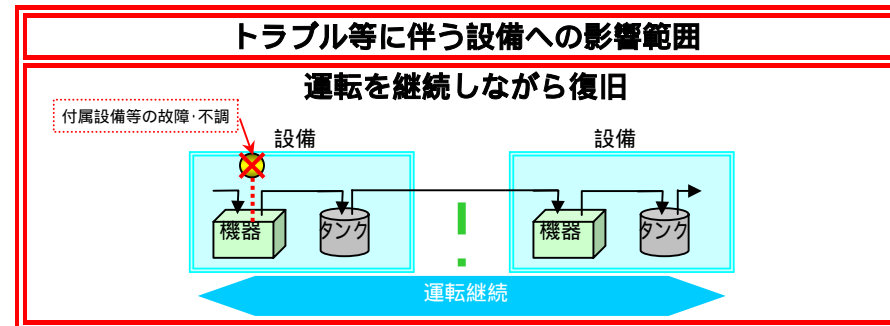 トラブル等に伴う設備への影響範囲
運転を継続しながら復旧
付属設備等の故障･不調
設備
設備
機器
タンク
機器
タンク
運転継続